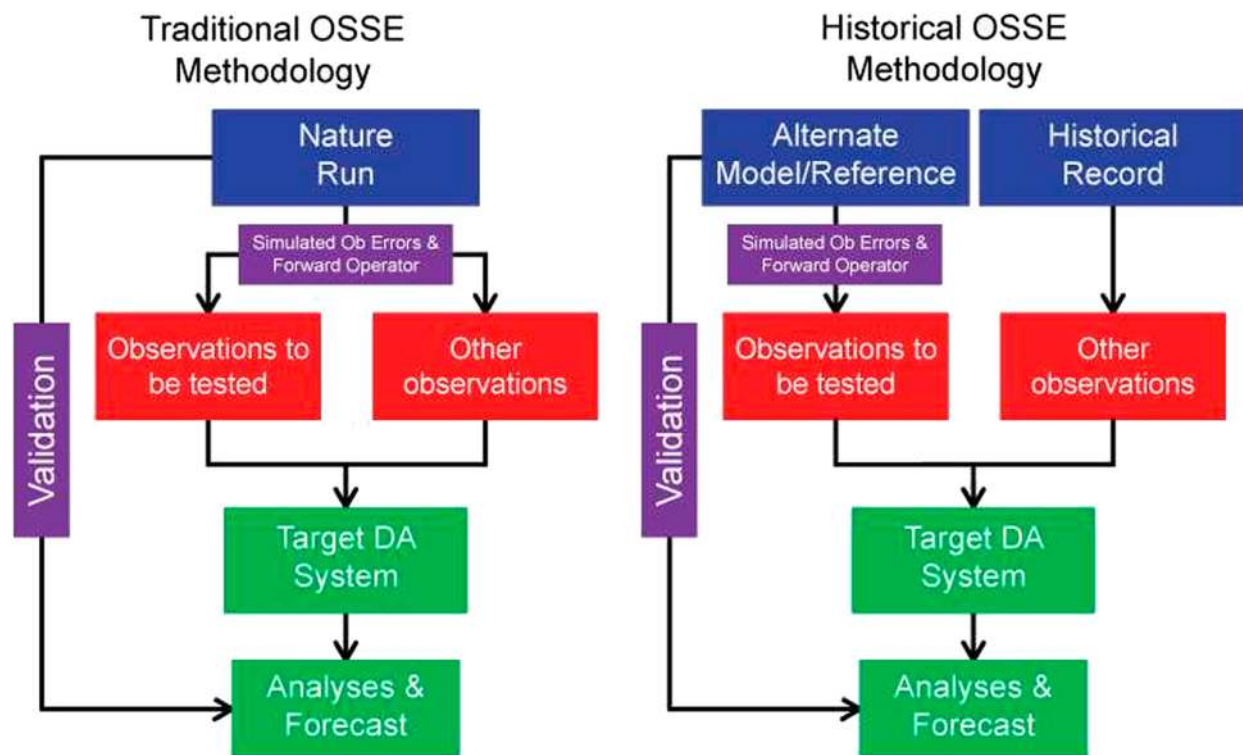 Traditional OSSE
Methodology
Nature
Run
Simulated Ob Errors &
Forward Operator
Observations to
be tested
Other
observations
Validation
Target DA
System
Analyses &
Forecast
Historical OSSE
Methodology
Alternate
Model/Reference
Historical
Record
Simulated Ob Errors &
Forward Operator
Observations to
be tested
Other
observations
Validation
Target DA
System
Analyses &
Forecast